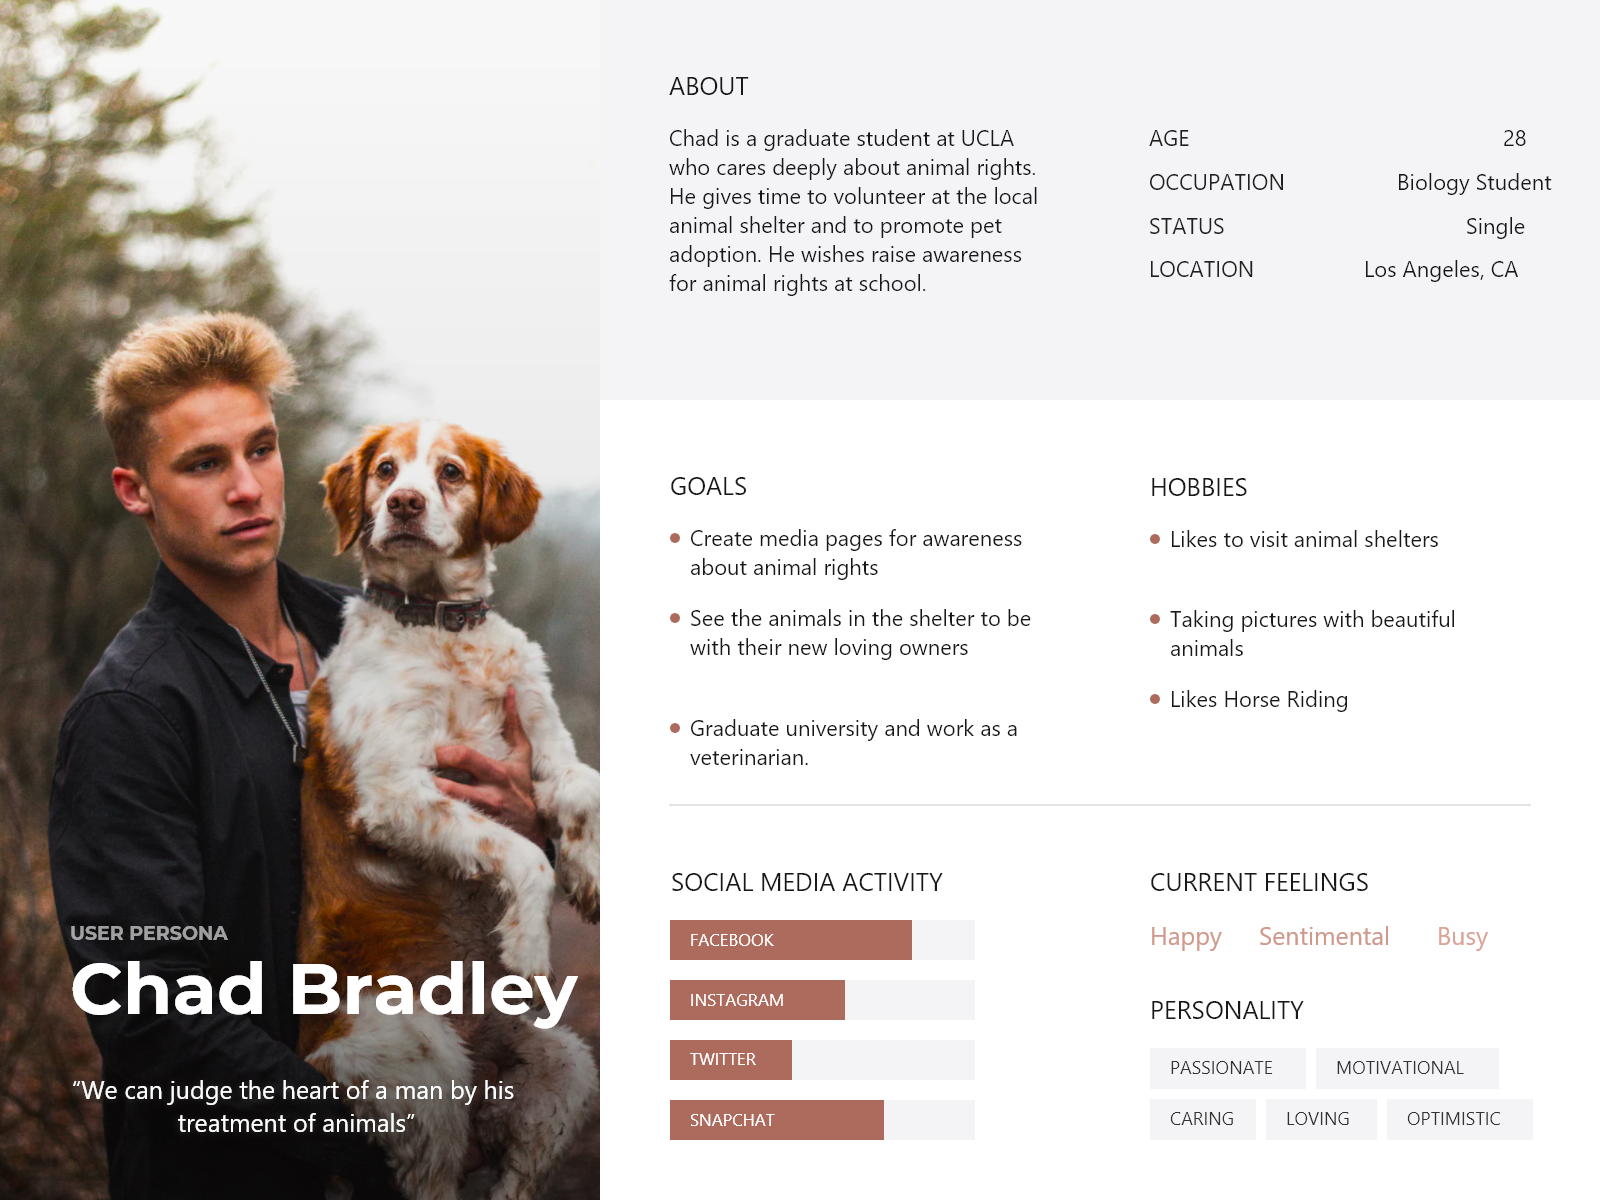 ABOUT
Chad is a graduate student at UCLA
who cares deeply about animal rights.
He gives time to volunteer at the local
animal shelter and to promote pet
adoption. He wishes raise awareness
for animal rights at school.
AGE 28
OCCUPATION Biology Student
STATUS Single
LOCATION Los Angeles, CA
GOALS
Create media pages for awareness
about animal rights
See the animals in the shelter to be
with their new loving owners
Graduate university and work as a
veterinarian.
HOBBIES
Likes to visit animal shelters
Taking pictures with beautiful
animals
Likes Horse Riding
USER PERSONA
Chad Bradley
“We can judge the heart of a man by his
treatment of animals”
SOCIAL MEDIA ACTIVITY
FACEBOOK
INSTAGRAM
TWITTER
SNAPCHAT
CURRENT FEELINGS
Happy Sentimental Busy
PERSONALITY
PASSIONATE MOTIVATIONAL
CARING LOVING OPTIMISTIC